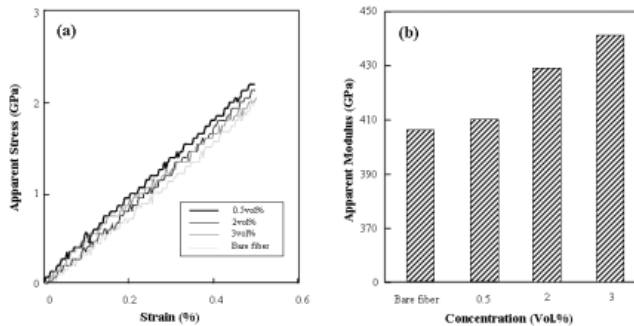 (a)
3
2
1
0
Apparent Stress (GPa)
0.5vol%
2vol%
3vol%
Bare fiber
0 0.2 0.4 0.6
Strain (%)
(b)
450
430
410
390
370
0
Apparent Modulus (GPa)
Bare fiber 0.5 2 3
Concentration (Vol.%)